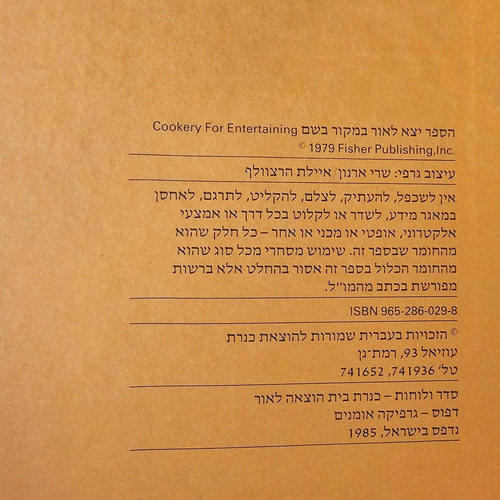 הספר יצא לאור במקור בשם Cookery For Entertaining
© 1979 Fisher Publishing,Inc.
עיצוב גרפי: שרי ארנון/איילת הרצוולף
אין לשכפל, להעתיק, לצלם, להקליט, לתרגם, לאחסן
במאגר מידע, לשדר או לקלוט בכל דרך או אמצעי
אלקטרוני, אופטי או מכני או אחר – כל חלק שהוא
מהחומר שבספר זה. שימוש מסחרי מכל סוג שהוא
מהחומר הכלול בספר זה אסור בהחלט אלא ברשות
מפורשת בכתב מהמו״ל.
ISBN 965-286-029-8
© הזכויות בעברית שמורות להוצאת כנרת
עוזיאל 93, רמת־גן
טל׳ 741936, 741652
סדר ולוחות – כנרת בית הוצאה לאור
דפוס – גרפיקה אומנים
נדפס בישראל, 1985